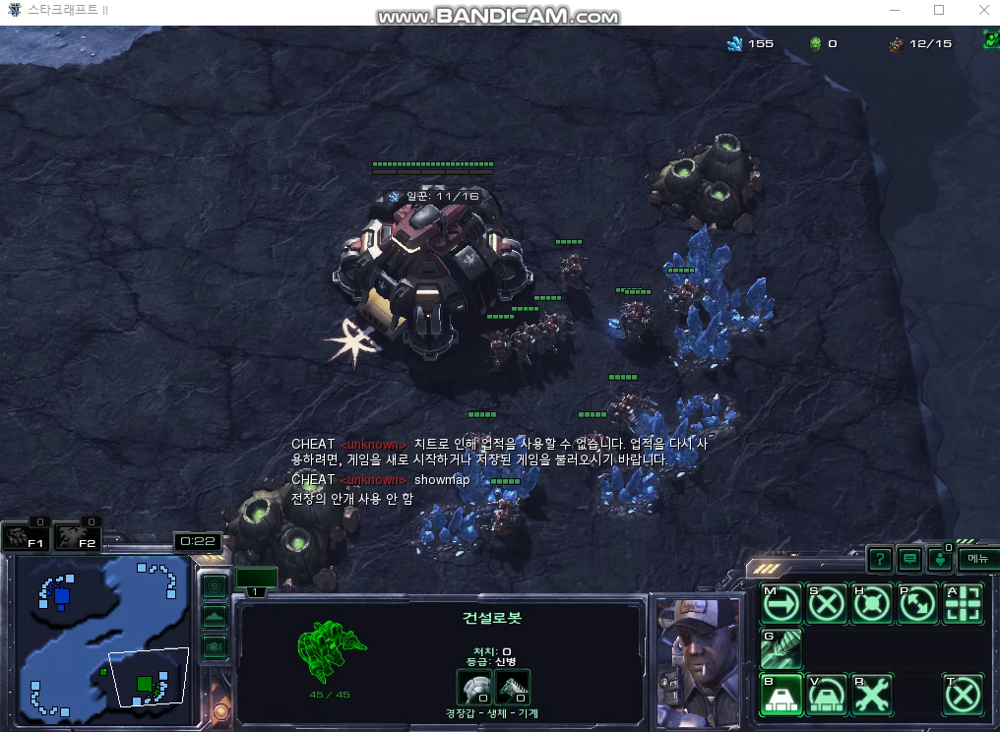 스타크래프트 II
www.BANDICAM.com
155
0
12/15
일꾼: 11/16
CHEAT <unknown>: 치트로 인해 업적을 사용할 수 없습니다. 업적을 다시 사
용하려면, 게임을 새로 시작하거나 저장된 게임을 불러오시기 바랍니다.
CHEAT <unknown>: showmap
전장의 안개 사용 안 함
0
0
F1
F2
0:22
0
?
메뉴
1
건설로봇
처치: 0
등급: 신병
0
0
45 / 45
경장갑 - 생체 - 기계
M
S
H
P
A
G
B
V
R
T